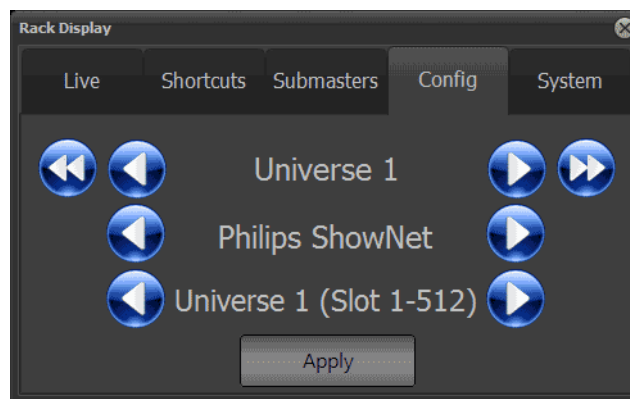 Rack Display
Live Shortcuts Submasters Config System
Universe 1
Philips ShowNet
Universe 1 (Slot 1-512)
Apply